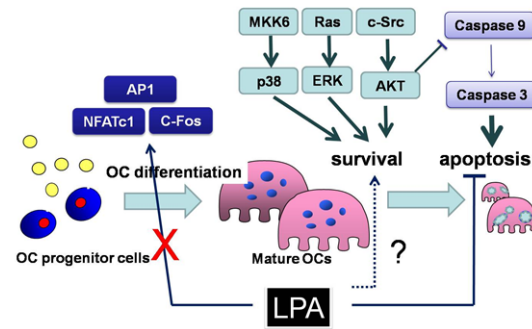 MKK6 Ras c-Src Caspase 9
p38 ERK AKT Caspase 3
AP1
NFATc1 C-Fos
survival apoptosis
OC differentiation
OC progenitor cells
Mature OCs
X
?
LPA